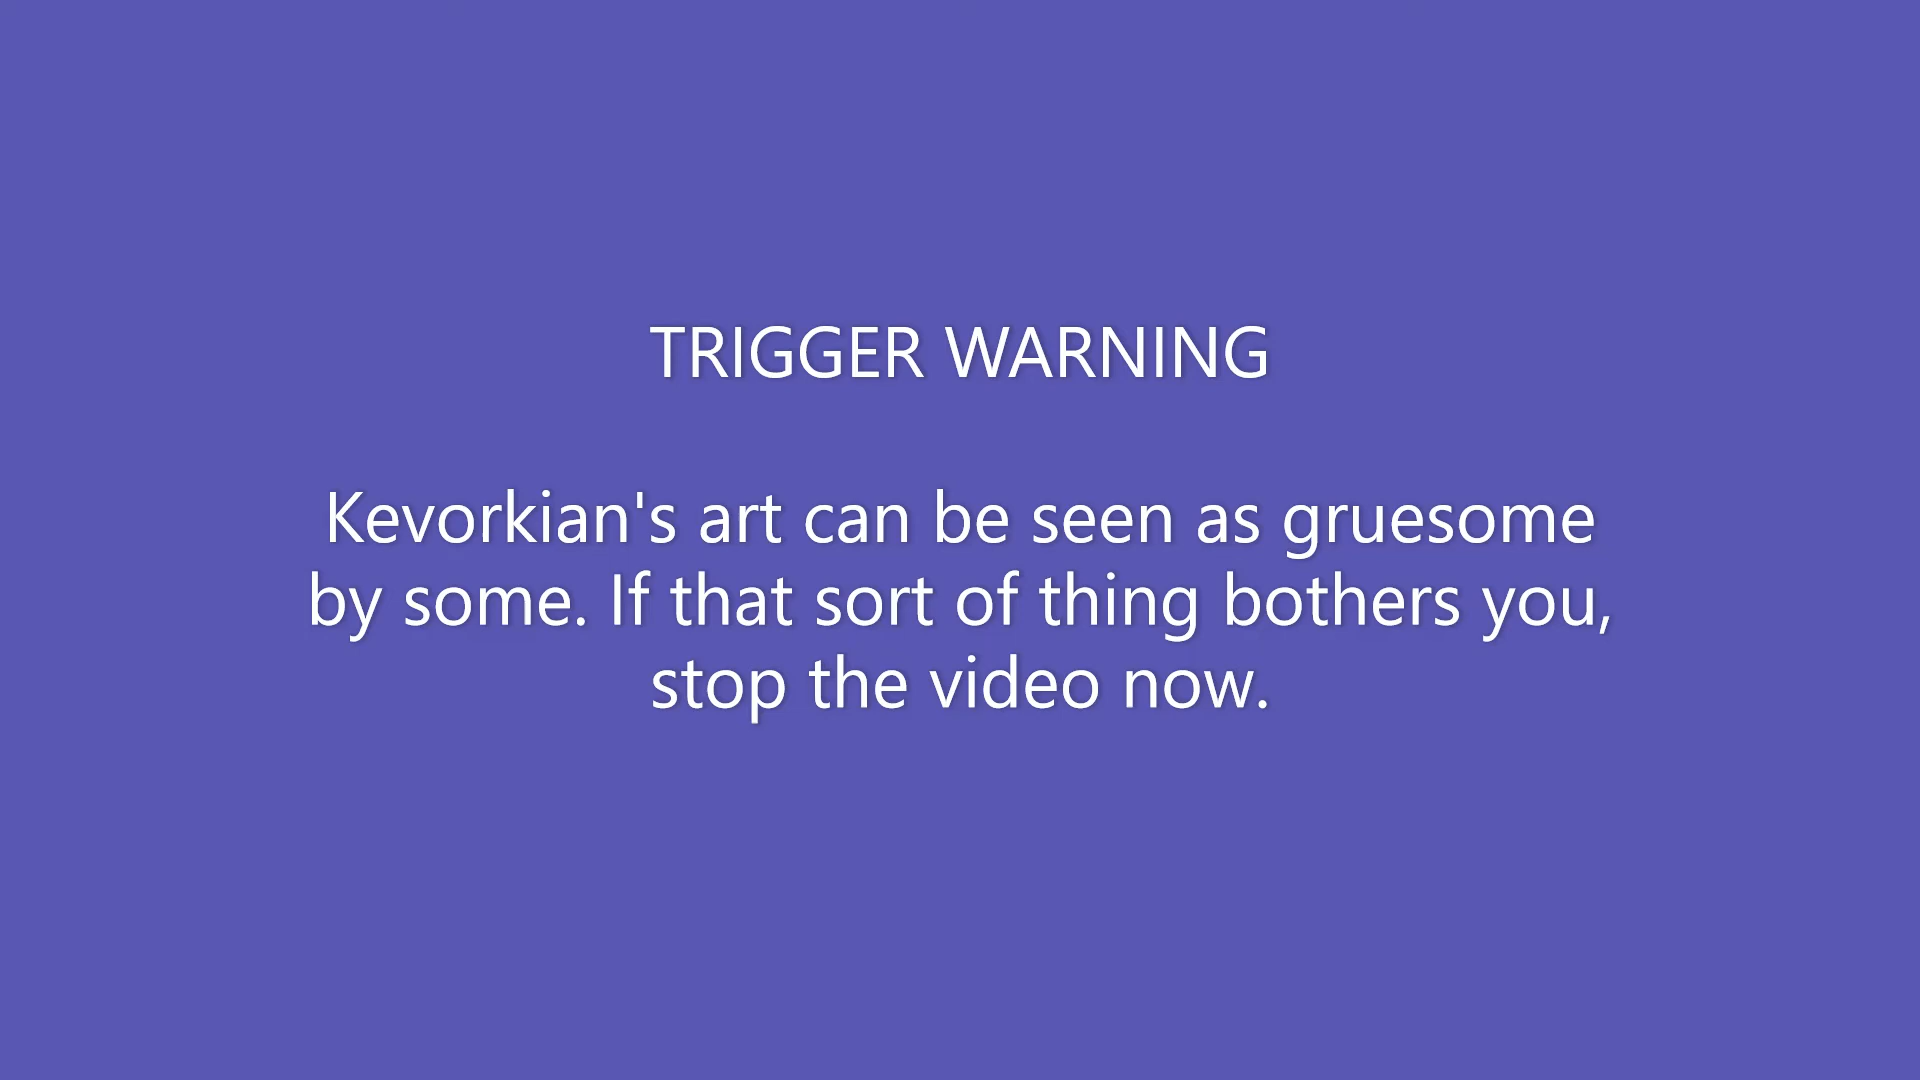 TRIGGER WARNING
Kevorkian's art can be seen as gruesome
by some. If that sort of thing bothers you,
stop the video now.